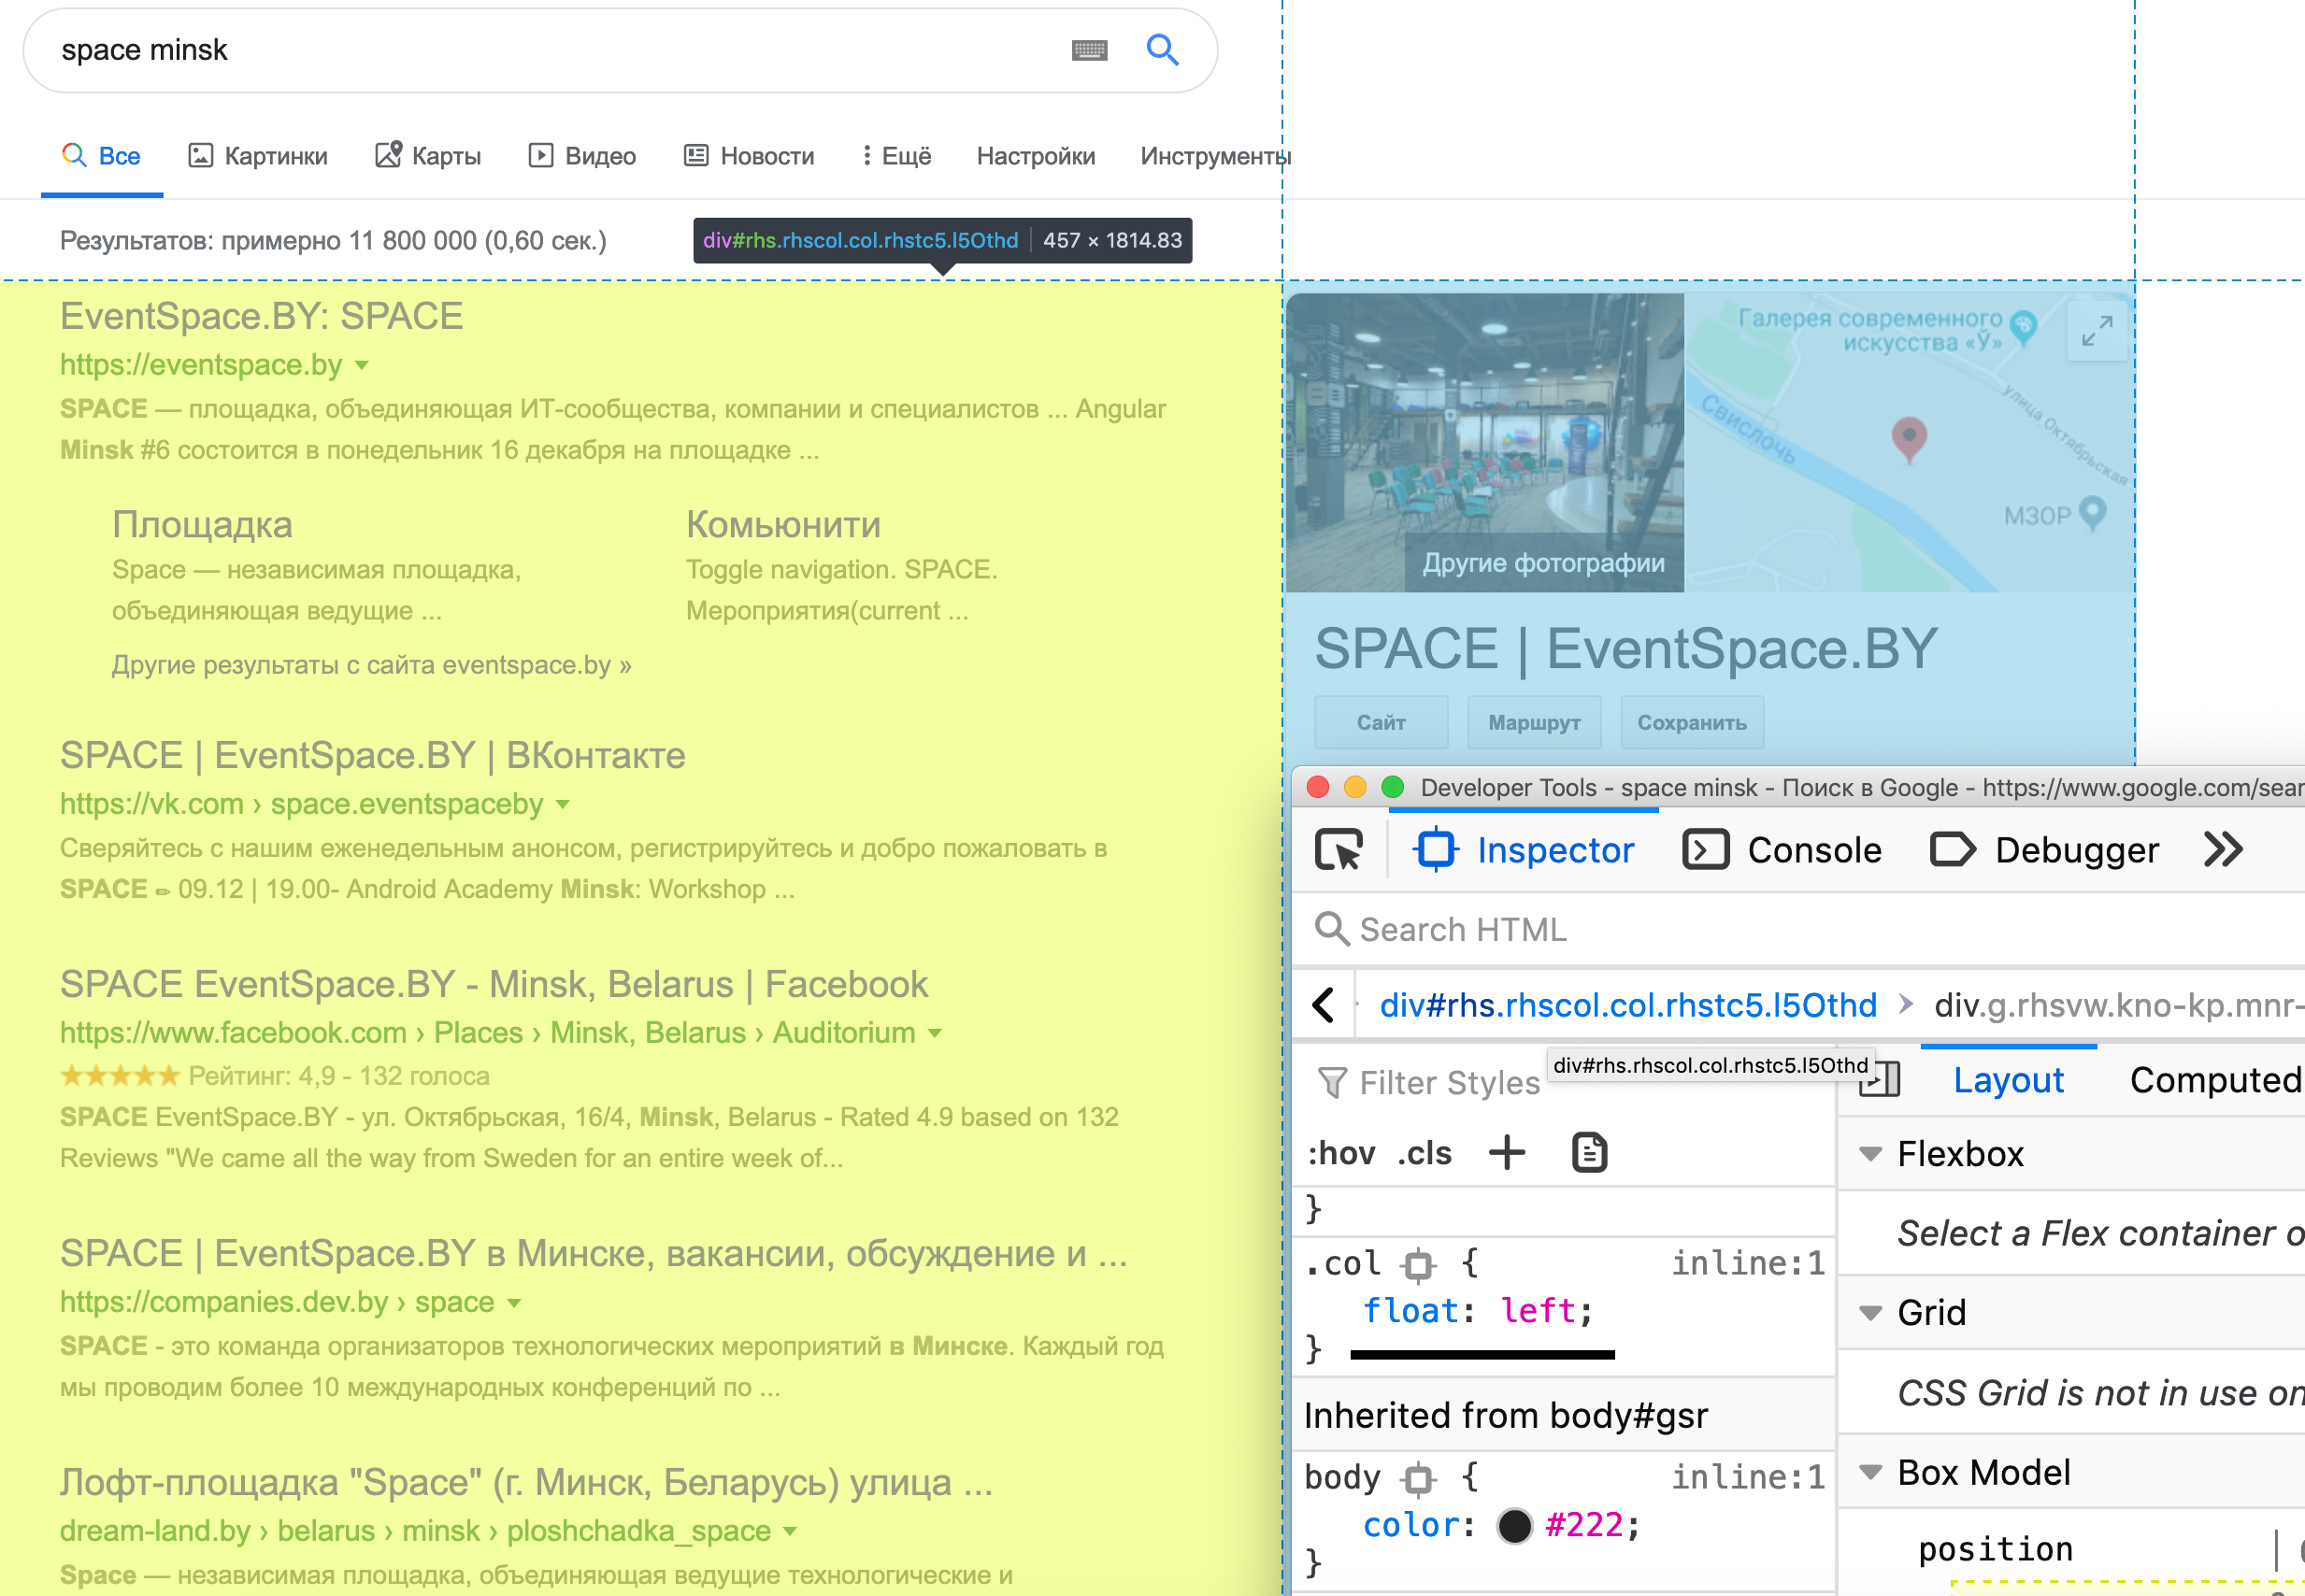 space minsk
Все
Картинки
Карты
Видео
Новости
Ещё
Настройки
Инструменты
Результатов: примерно 11 800 000 (0,60 сек.)
div#rhs.rhscol.col.rhstc5.l5Othd | 457 × 1814.83
EventSpace.BY: SPACE
https://eventspace.by
SPACE — площадка, объединяющая ИТ-сообщества, компании и специалистов ... Angular
Minsk #6 состоится в понедельник 16 декабря на площадке ...
Площадка
Space — независимая площадка,
объединяющая ведущие ...
Комьюнити
Toggle navigation. SPACE.
Мероприятия(current ...
Другие результаты с сайта eventspace.by »
SPACE | EventSpace.BY | ВКонтакте
https://vk.com › space.eventspaceby
Сверяйтесь с нашим еженедельным анонсом, регистрируйтесь и добро пожаловать в
SPACE ✏ 09.12 | 19.00- Android Academy Minsk: Workshop ...
SPACE EventSpace.BY - Minsk, Belarus | Facebook
https://www.facebook.com › Places › Minsk, Belarus › Auditorium
★★★★★ Рейтинг: 4,9 - 132 голоса
SPACE EventSpace.BY - ул. Октябрьская, 16/4, Minsk, Belarus - Rated 4.9 based on 132
Reviews "We came all the way from Sweden for an entire week of...
SPACE | EventSpace.BY в Минске, вакансии, обсуждение и ...
https://companies.dev.by › space
SPACE - это команда организаторов технологических мероприятий в Минске. Каждый год
мы проводим более 10 международных конференций по ...
Лофт-площадка "Space" (г. Минск, Беларусь) улица ...
dream-land.by › belarus › minsk › ploshchadka_space
Space — независимая площадка, объединяющая ведущие технологические и
Другие фотографии
Галерея современного
искусства «Ў»
Свислочь
улица Октябрьская
МЗОР
SPACE | EventSpace.BY
Сайт
Маршрут
Сохранить
Developer Tools - space minsk - Поиск в Google - https://www.google.com/sear
Inspector
Console
Debugger
Search HTML
div#rhs.rhscol.col.rhstc5.l5Othd
div.g.rhsvw.kno-kp.mnr-
div#rhs.rhscol.col.rhstc5.l5Othd
Filter Styles
:hov .cls +
}
.col { inline:1
float: left;
}
Inherited from body#gsr
body { inline:1
color: #222;
}
Layout
Computed
Flexbox
Select a Flex container o
Grid
CSS Grid is not in use on
Box Model
position